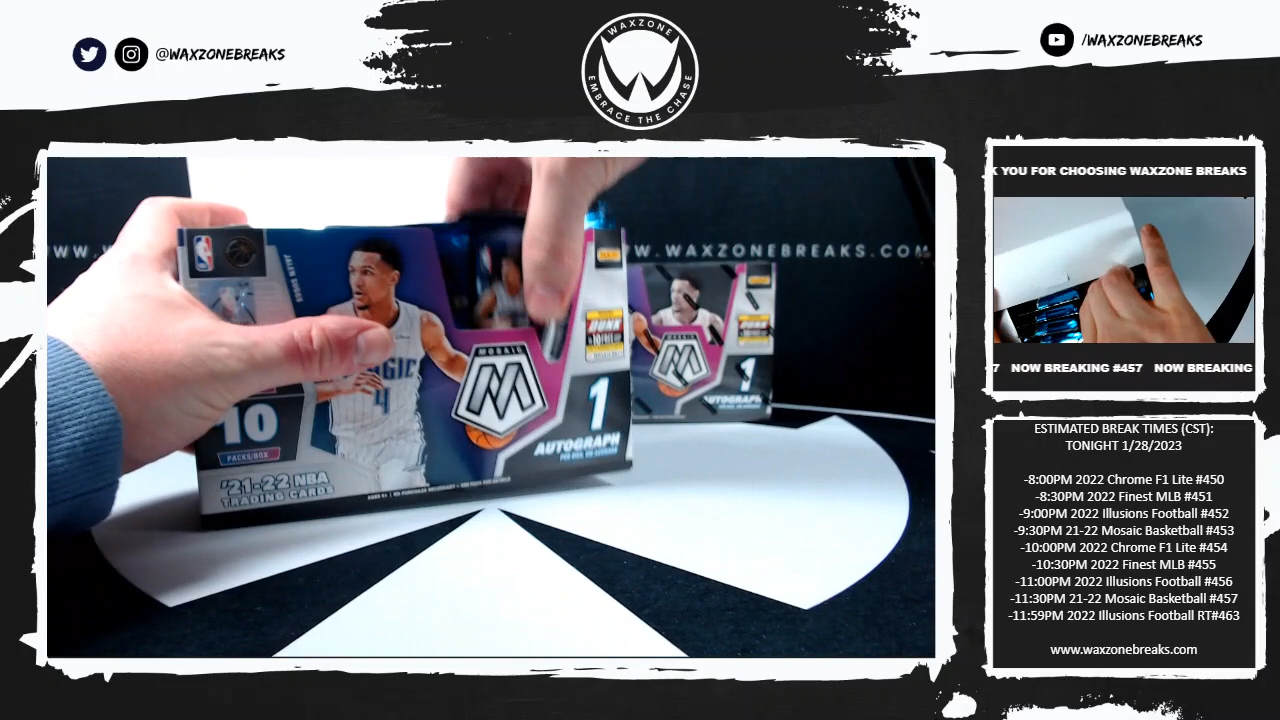 @WAXZONEBREAKS
WAXZONE
EMBRACE THE CHASE
/WAXZONEBREAKS
YOU FOR CHOOSING WAXZONE BREAKS
WWW.WAXZONEBREAKS.COM
NBA
JALEN SUGGS
MAGIC
4
MOSAIC
10
PACKS/BOX
'21-22 NBA
TRADING CARDS
1
AUTOGRAPH
MOSAIC
1
AUTOGRAPH
7 NOW BREAKING #457 NOW BREAKING
ESTIMATED BREAK TIMES (CST):
TONIGHT 1/28/2023
-8:00PM 2022 Chrome F1 Lite #450
-8:30PM 2022 Finest MLB #451
-9:00PM 2022 Illusions Football #452
-9:30PM 21-22 Mosaic Basketball #453
-10:00PM 2022 Chrome F1 Lite #454
-10:30PM 2022 Finest MLB #455
-11:00PM 2022 Illusions Football #456
-11:30PM 21-22 Mosaic Basketball #457
-11:59PM 2022 Illusions Football RT#463
www.waxzonebreaks.com